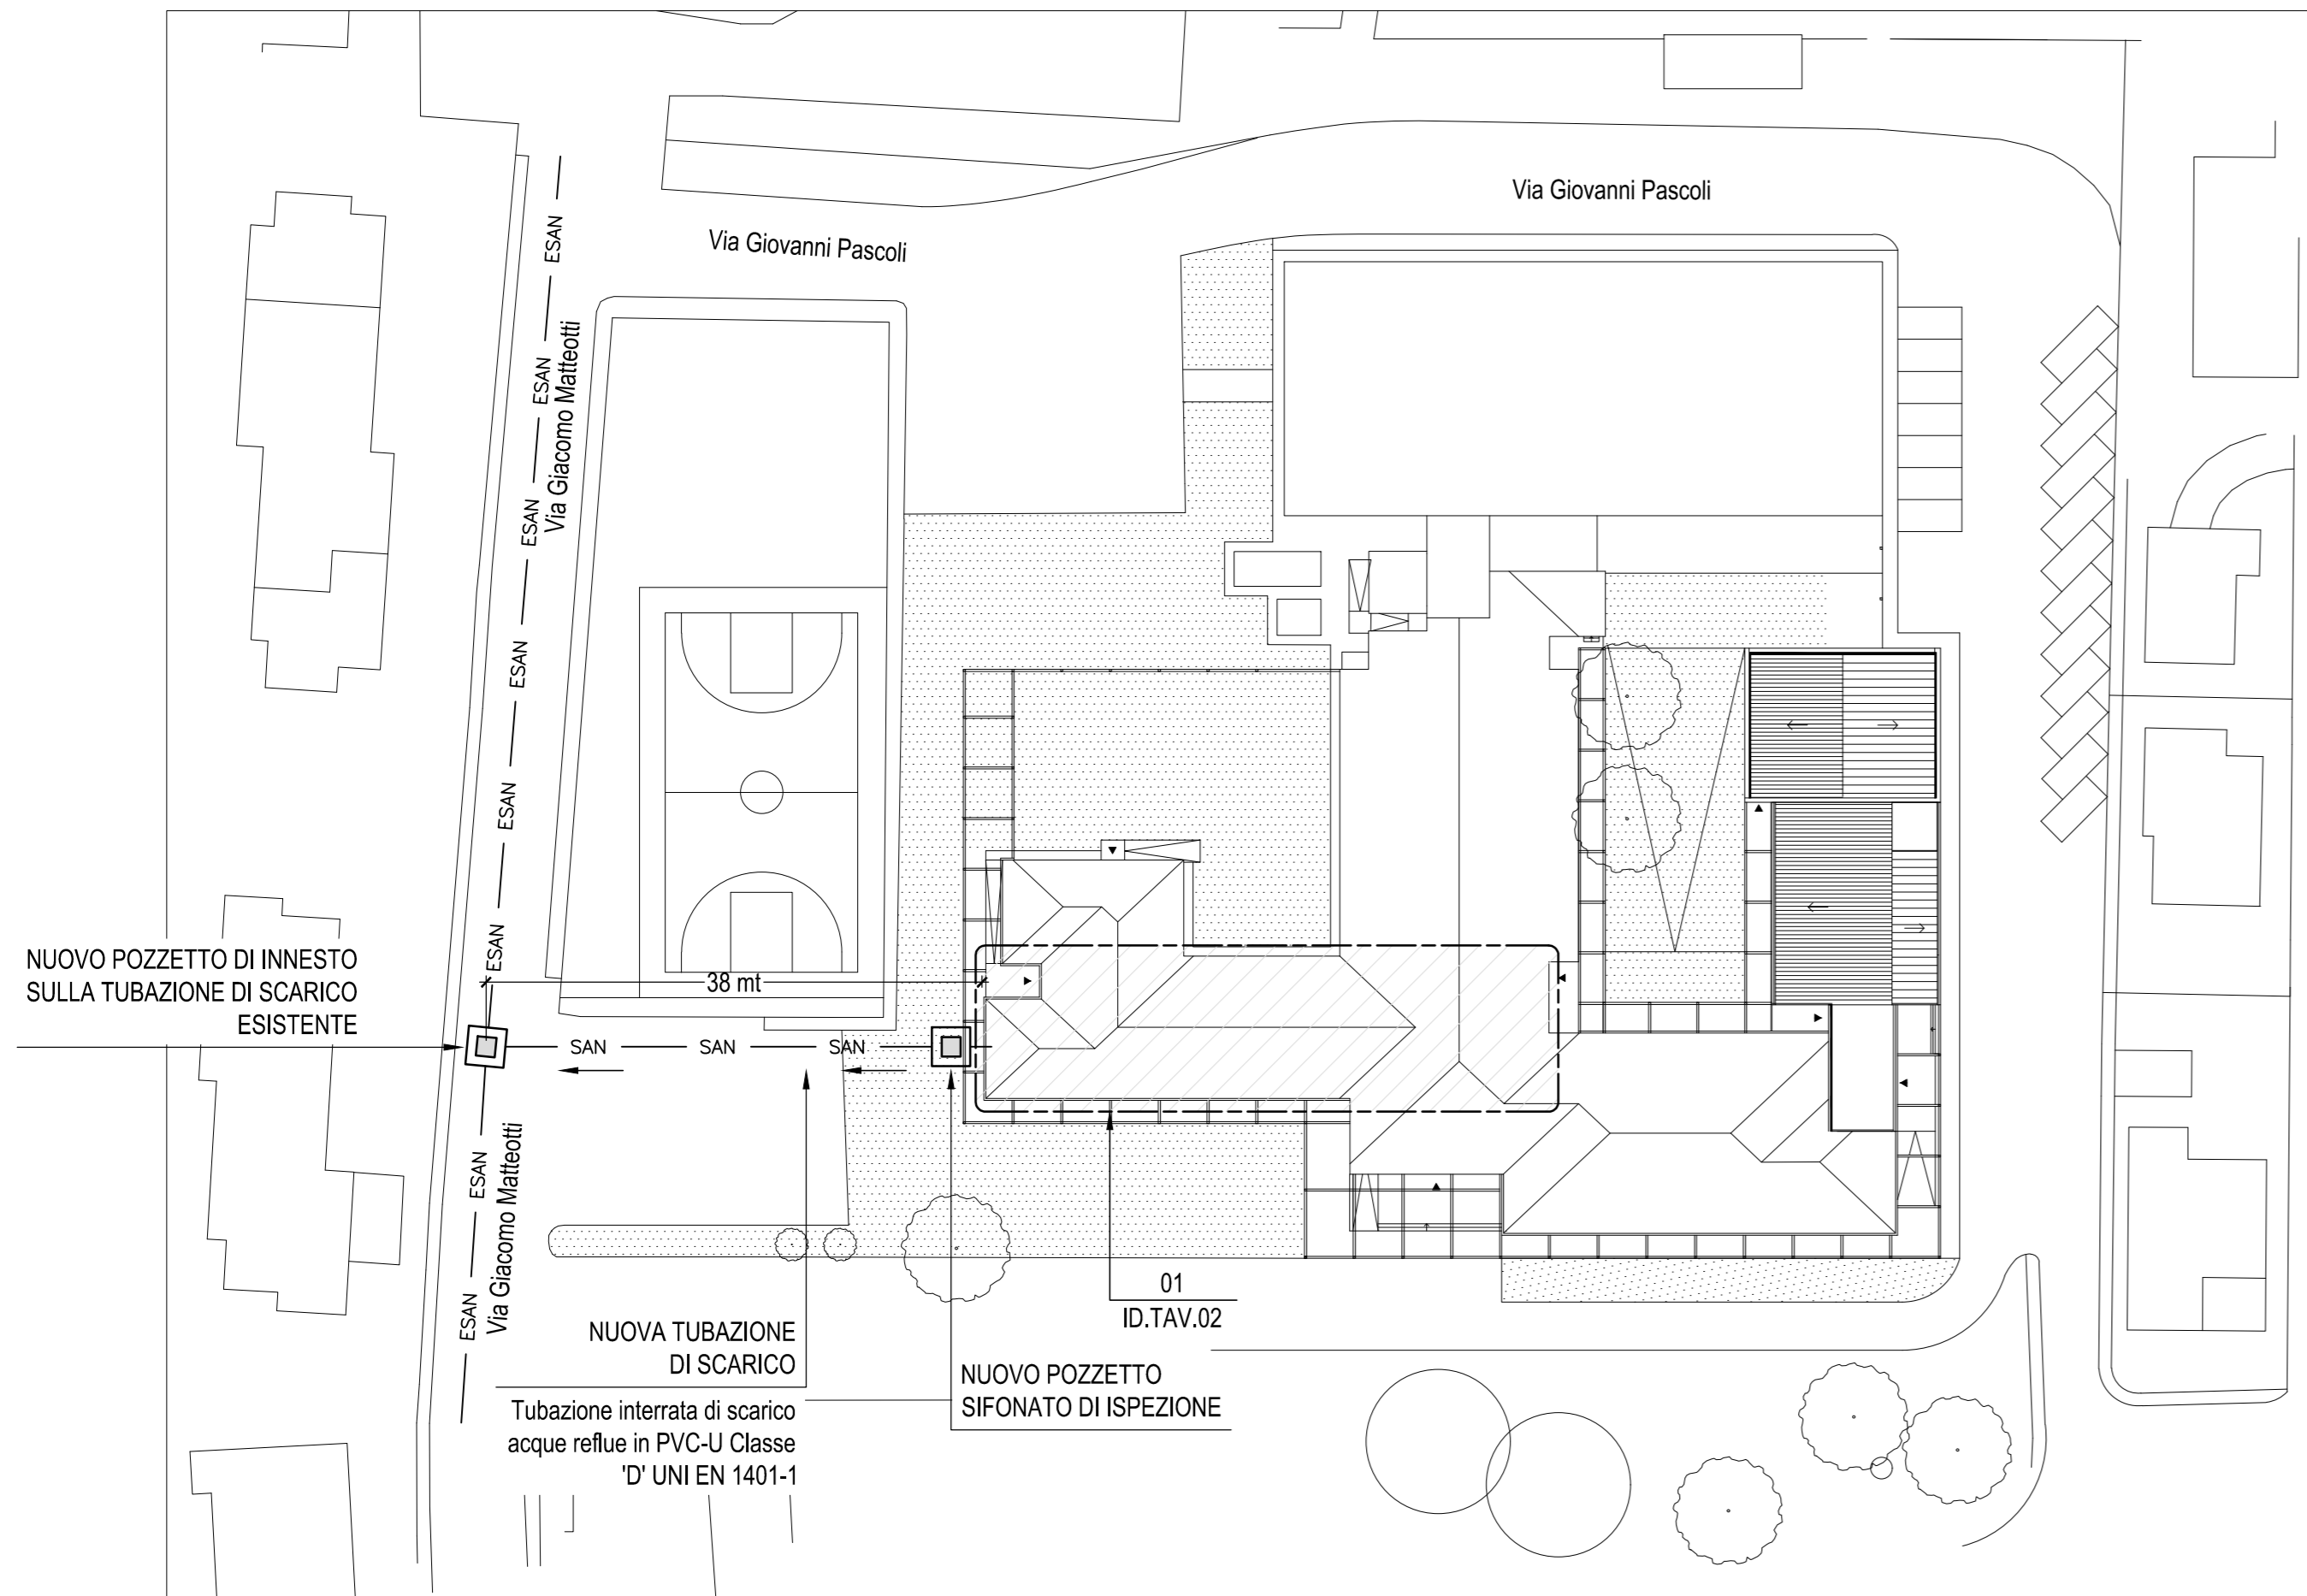 Via Giovanni Pascoli
Via Giovanni Pascoli
ESAN
ESAN
ESAN
ESAN
ESAN
ESAN
Via Giacomo Matteotti
NUOVO POZZETTO DI INNESTO
SULLA TUBAZIONE DI SCARICO
ESISTENTE
38 mt
SAN
SAN
SAN
ESAN
ESAN
Via Giacomo Matteotti
01
ID.TAV.02
NUOVA TUBAZIONE
DI SCARICO
Tubazione interrata di scarico
acque reflue in PVC-U Classe
'D' UNI EN 1401-1
NUOVO POZZETTO
SIFONATO DI ISPEZIONE